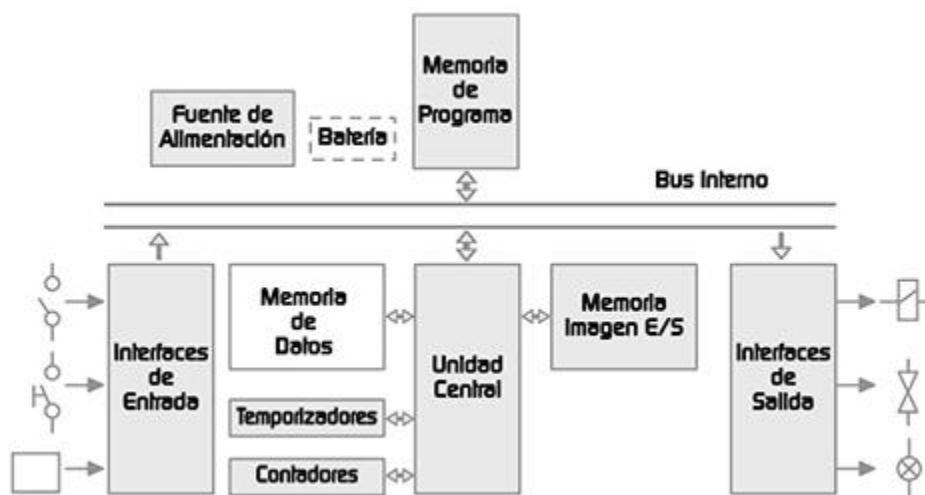 Memoria
de
Programa
Fuente de
Alimentación
Batería
Bus Interno
Interfaces
de
Entrada
Memoria
de
Datos
Temporizadores
Contadores
Unidad
Central
Memoria
Imagen E/S
Interfaces
de
Salida